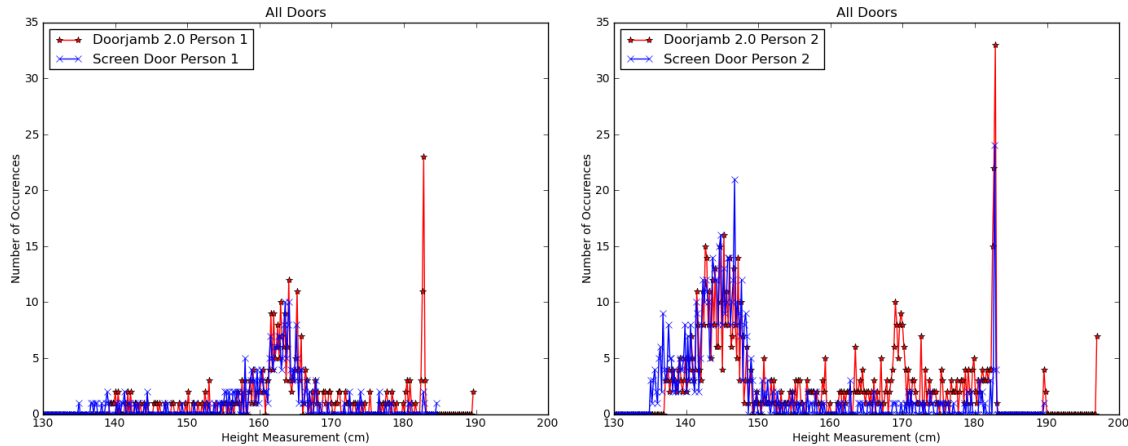 All Doors
35
30
25
20
15
10
5
0
Number of Occurences
Doorjamb 2.0 Person 1
Screen Door Person 1
130 140 150 160 170 180 190 200
Height Measurement (cm)
All Doors
35
30
25
20
15
10
5
0
Number of Occurences
Doorjamb 2.0 Person 2
Screen Door Person 2
130 140 150 160 170 180 190 200
Height Measurement (cm)